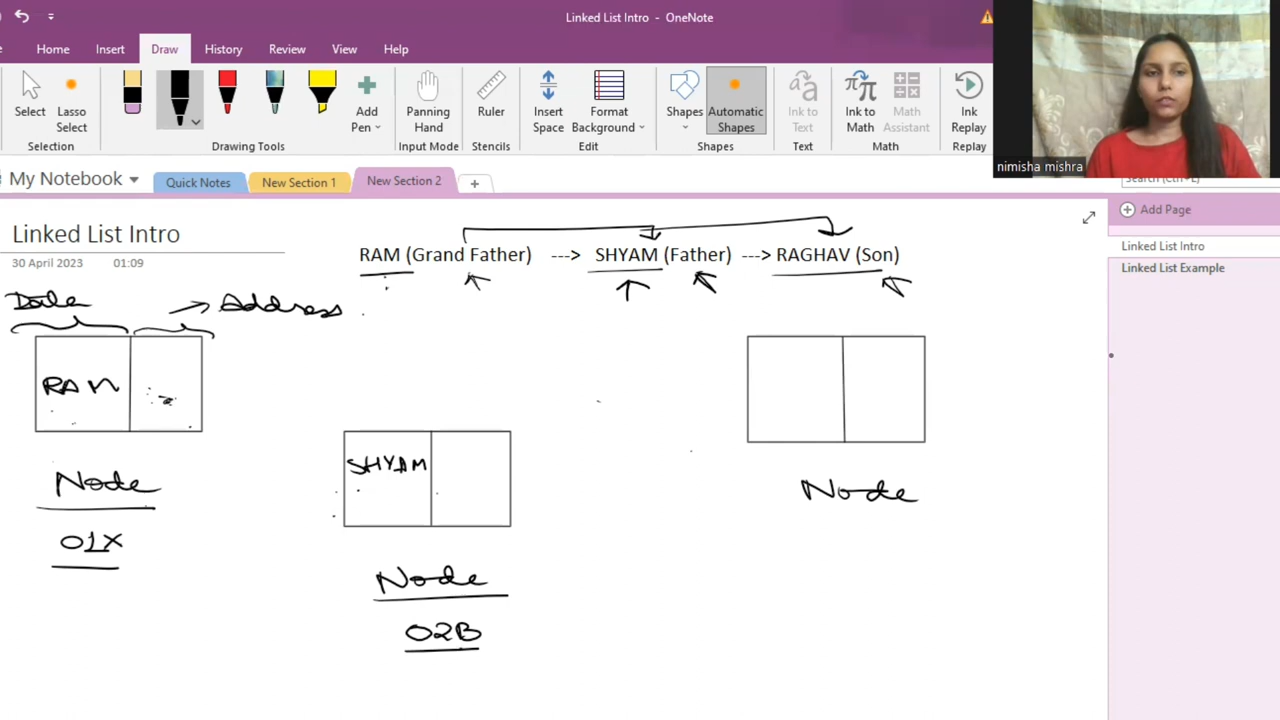 Linked List Intro - OneNote
Home Insert Draw History Review View Help
Select
Lasso Select
Add Pen
Panning Hand
Ruler
Insert Space
Format Background
Shapes
Automatic Shapes
Ink to Text
Ink to Math
Math Assistant
Ink Replay
Selection Drawing Tools Input Mode Stencils Edit Shapes Text Math Replay
nimisha mishra
My Notebook Quick Notes New Section 1 New Section 2
Search (Ctrl+E)
Add Page
Linked List Intro
Linked List Example
Linked List Intro
30 April 2023 01:09
RAM (Grand Father) ---> SHYAM (Father) ---> RAGHAV (Son)
Data → Address
RAM
SHYAM
Node
01X
Node
02B
Node